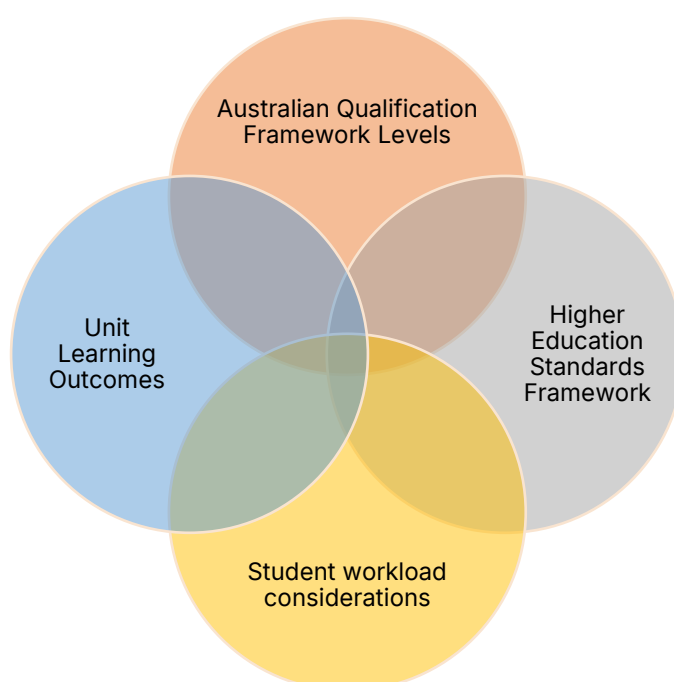 Australian Qualification
Framework Levels
Unit
Learning
Outcomes
Higher
Education
Standards
Framework
Student workload
considerations